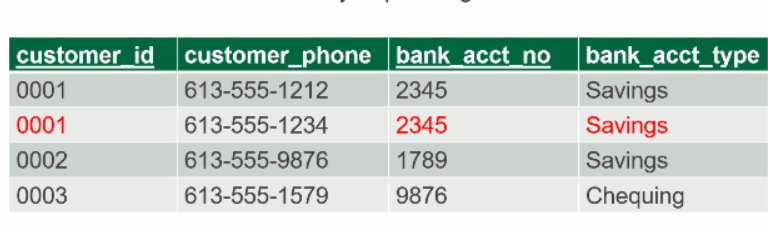 customer_id customer_phone bank_acct_no bank_acct_type
0001 613-555-1212 2345 Savings
0001 613-555-1234 2345 Savings
0002 613-555-9876 1789 Savings
0003 613-555-1579 9876 Chequing